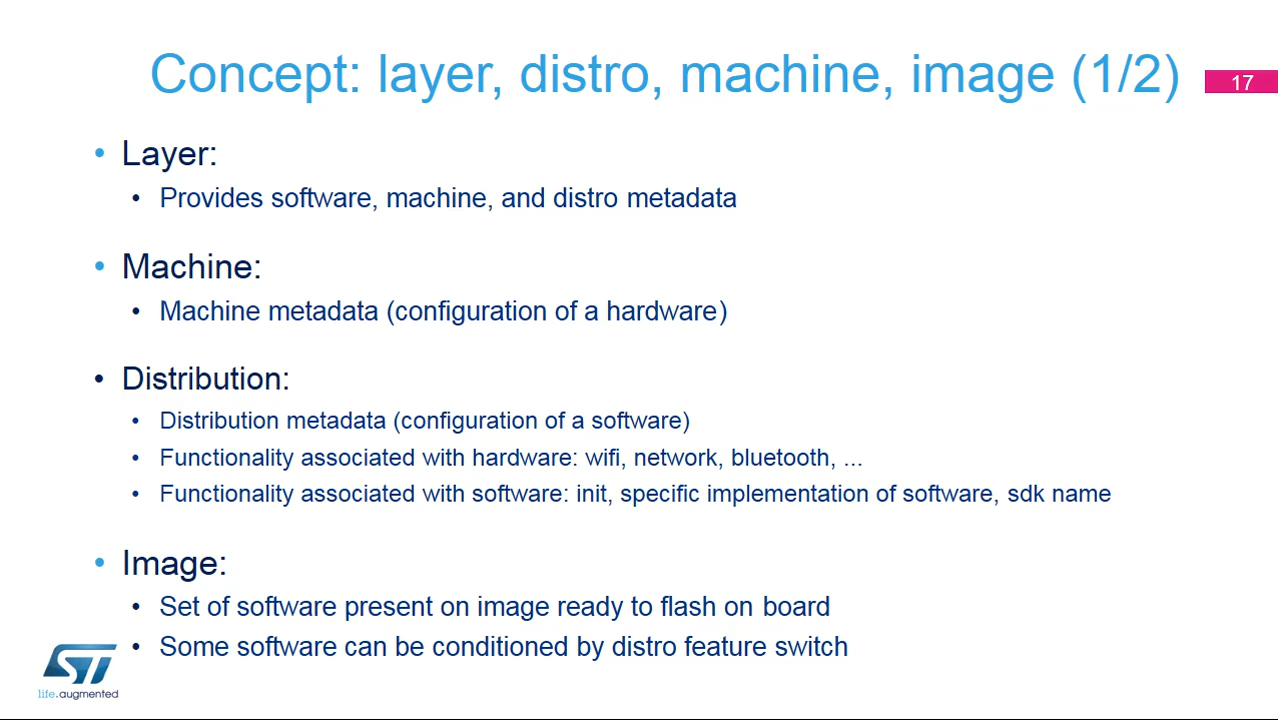 Concept: layer, distro, machine, image (1/2)
17
• Layer:
• Provides software, machine, and distro metadata
• Machine:
• Machine metadata (configuration of a hardware)
• Distribution:
• Distribution metadata (configuration of a software)
• Functionality associated with hardware: wifi, network, bluetooth, ...
• Functionality associated with software: init, specific implementation of software, sdk name
• Image:
• Set of software present on image ready to flash on board
• Some software can be conditioned by distro feature switch
ST
life.augmented